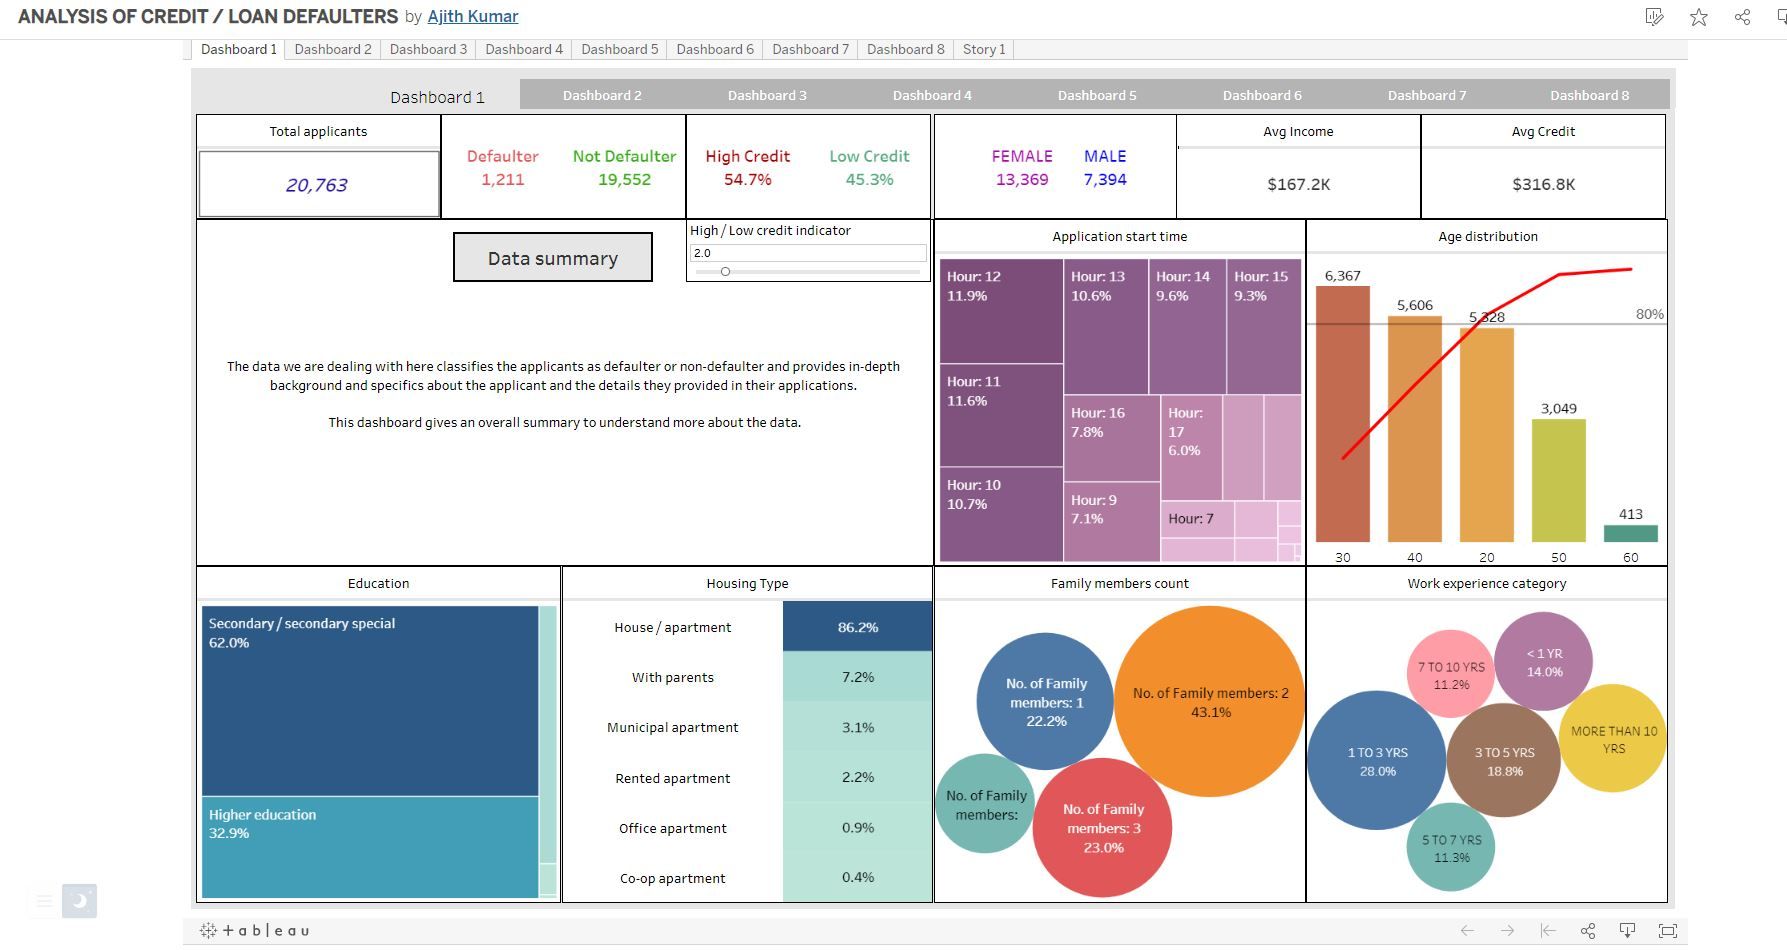 ANALYSIS OF CREDIT / LOAN DEFAULTERS by Ajith Kumar
Dashboard 1
Dashboard 2
Dashboard 3
Dashboard 4
Dashboard 5
Dashboard 6
Dashboard 7
Dashboard 8
Story 1
Dashboard 1
Dashboard 2
Dashboard 3
Dashboard 4
Dashboard 5
Dashboard 6
Dashboard 7
Dashboard 8
Total applicants
20,763
Defaulter
1,211
Not Defaulter
19,552
High Credit
54.7%
Low Credit
45.3%
FEMALE
13,369
MALE
7,394
Avg Income
$167.2K
Avg Credit
$316.8K
Data summary
High / Low credit indicator
2.0
The data we are dealing with here classifies the applicants as defaulter or non-defaulter and provides in-depth
background and specifics about the applicant and the details they provided in their applications.
This dashboard gives an overall summary to understand more about the data.
Application start time
Hour: 12
11.9%
Hour: 11
11.6%
Hour: 10
10.7%
Hour: 13
10.6%
Hour: 14
9.6%
Hour: 15
9.3%
Hour: 16
7.8%
Hour: 9
7.1%
Hour:
17
6.0%
Hour: 7
Age distribution
6,367
5,606
5,328
3,049
413
80%
30
40
20
50
60
Education
Secondary / secondary special
62.0%
Higher education
32.9%
Housing Type
House / apartment
86.2%
With parents
7.2%
Municipal apartment
3.1%
Rented apartment
2.2%
Office apartment
0.9%
Co-op apartment
0.4%
Family members count
No. of Family
members: 1
22.2%
No. of Family members: 2
43.1%
No. of Family
members:
No. of Family
members: 3
23.0%
Work experience category
7 TO 10 YRS
11.2%
< 1 YR
14.0%
MORE THAN 10
YRS
1 TO 3 YRS
28.0%
3 TO 5 YRS
18.8%
5 TO 7 YRS
11.3%
+ a b l e a u